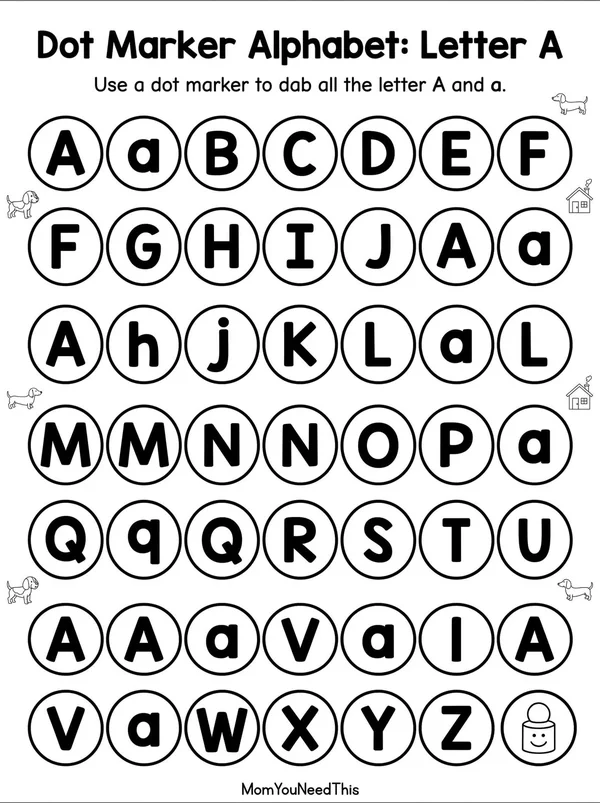 Dot Marker Alphabet: Letter A
Use a dot marker to dab all the letter A and a.
A a B C D E F
F G H I J A a
A h j K L a L
M M N N O P a
Q q Q R S T U
A A a V a l A
V a W X Y Z
MomYouNeedThis